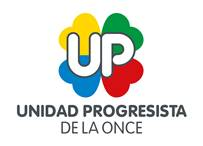 UP
UNIDAD PROGRESISTA
DE LA ONCE